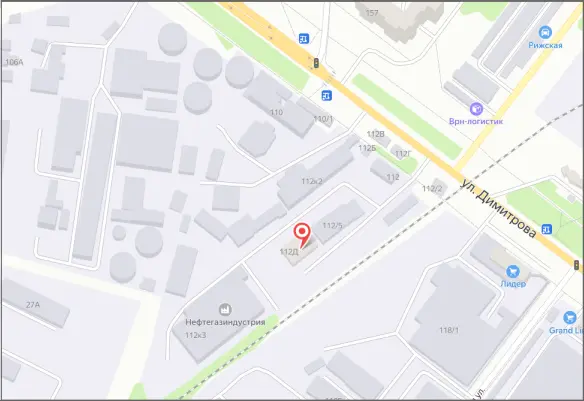 157
106А
Рижская
Врн-логистик
110
110/1
112В
112Б
112Г
112к2
112
112/2
ул. Димитрова
112/5
112Д
Лидер
27А
Нефтегазиндустрия
112к3
118/1
Grand Li
ул.